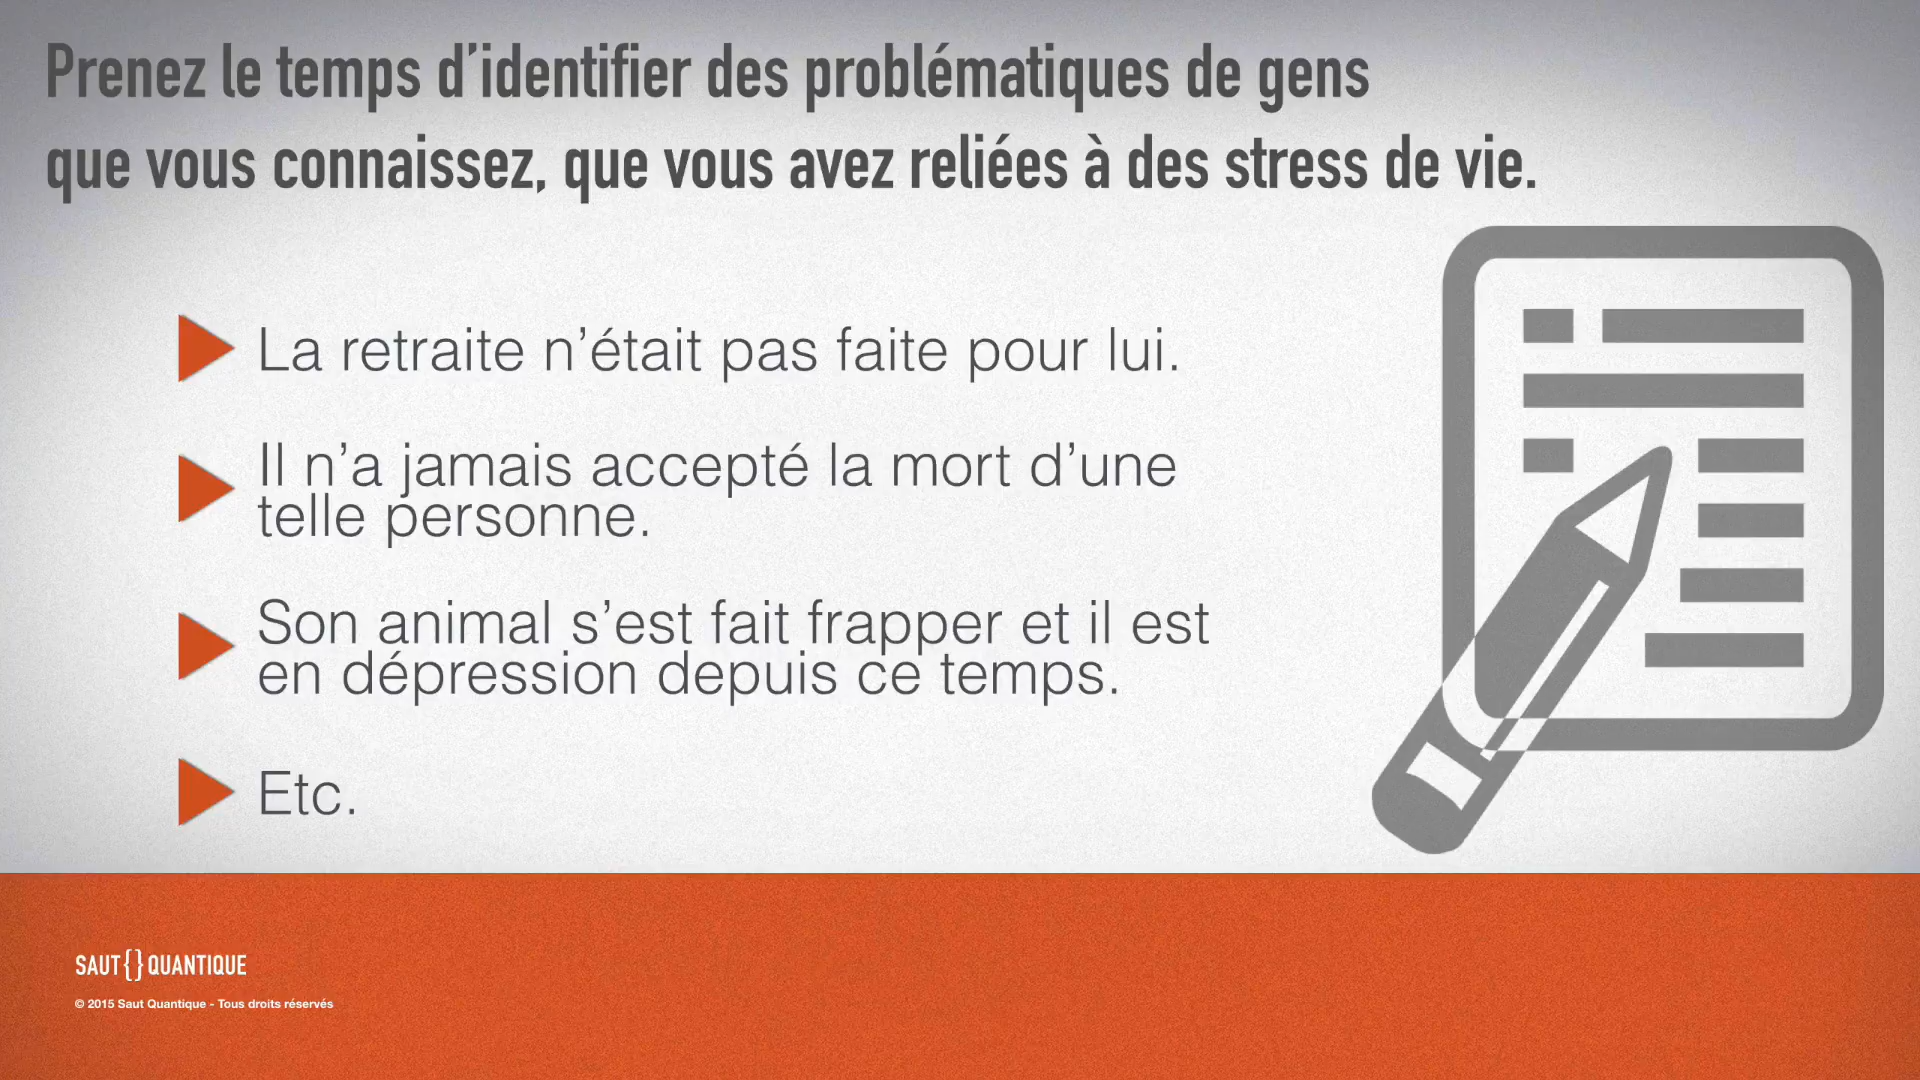 Prenez le temps d’identifier des problématiques de gens
que vous connaissez, que vous avez reliées à des stress de vie.
La retraite n’était pas faite pour lui.
Il n’a jamais accepté la mort d’une
telle personne.
Son animal s’est fait frapper et il est
en dépression depuis ce temps.
Etc.
SAUT{}QUANTIQUE
© 2015 Saut Quantique - Tous droits réservés